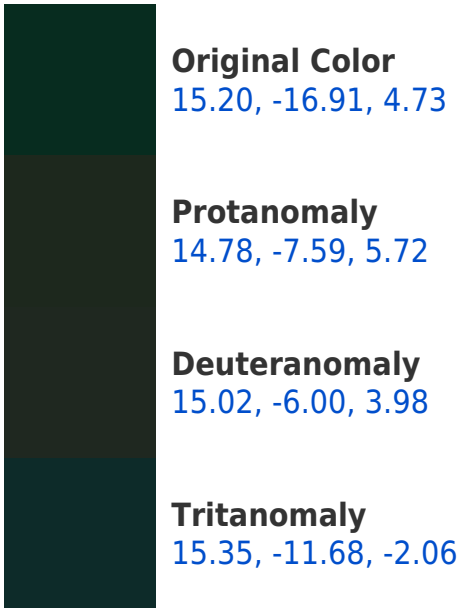 Original Color
15.20, -16.91, 4.73
Protanomaly
14.78, -7.59, 5.72
Deuteranomaly
15.02, -6.00, 3.98
Tritanomaly
15.35, -11.68, -2.06